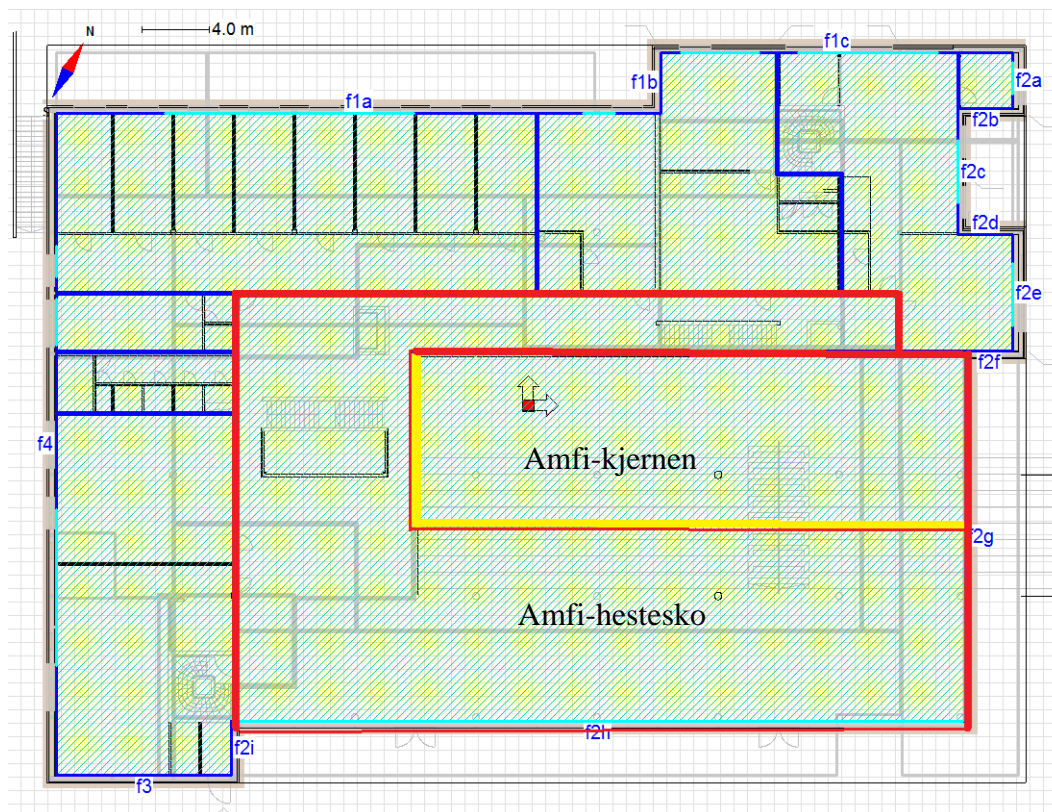 N
4.0 m
f1c
f1b
f2a
f1a
f2b
f2c
f2d
f2e
f2f
f4
Amfi-kjernen
f2g
Amfi-hestesko
f2h
f2i
f3